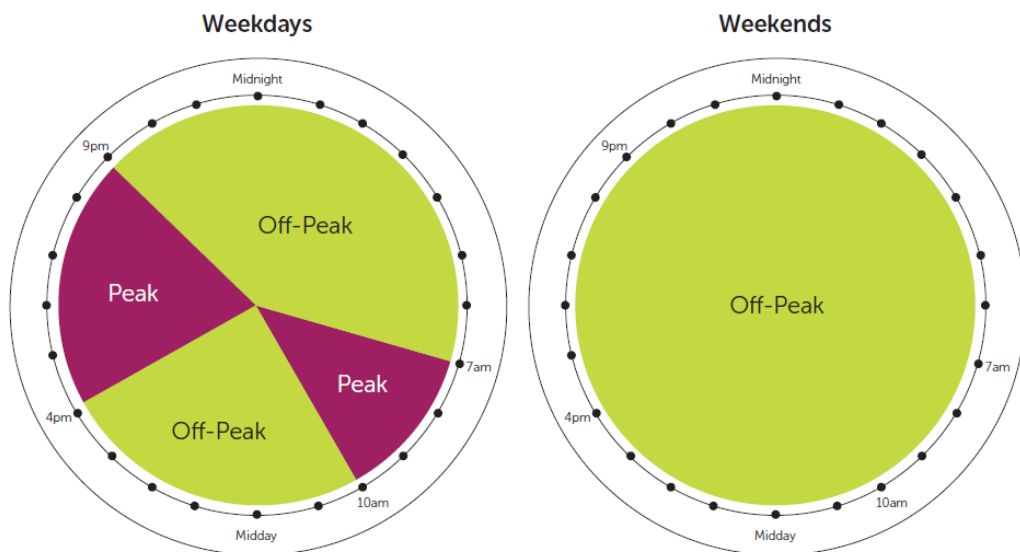 Weekdays
Midnight
9pm
Off-Peak
Peak
7am
Peak
4pm
Off-Peak
10am
Midday
Weekends
Midnight
9pm
Off-Peak
7am
4pm
10am
Midday